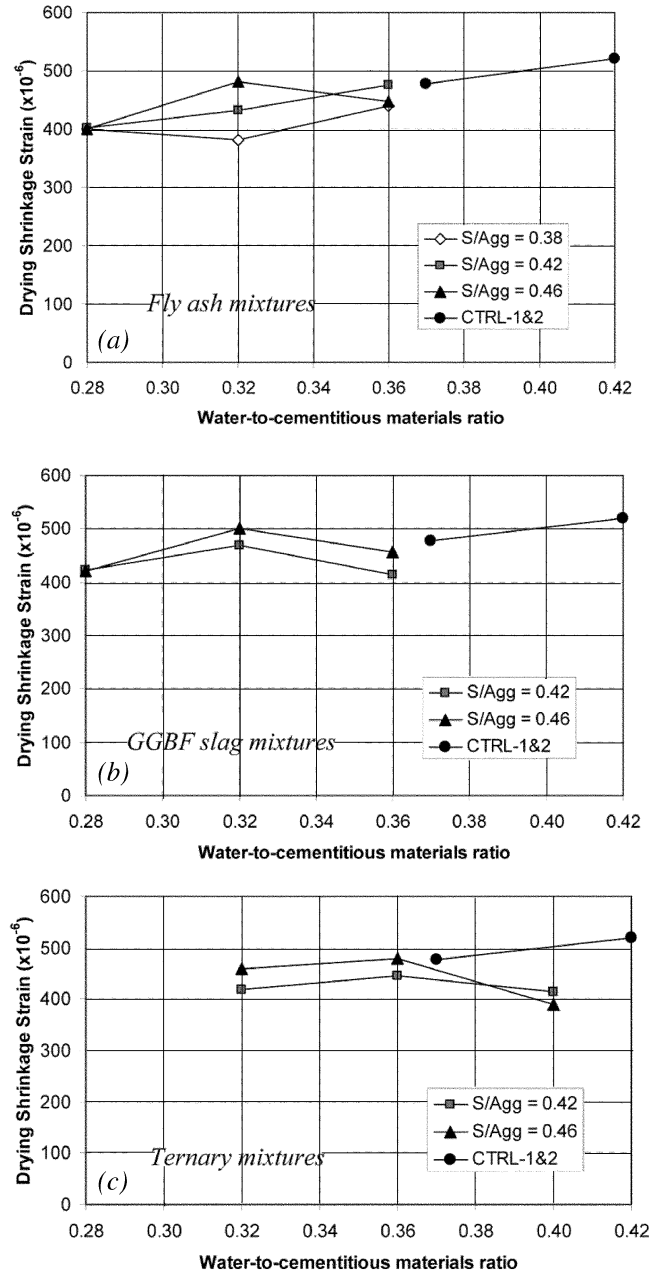 600
500
400
300
200
100
0
Drying Shrinkage Strain (x10⁻⁶)
S/Agg = 0.38
S/Agg = 0.42
S/Agg = 0.46
CTRL-1&2
Fly ash mixtures
(a)
0.28 0.30 0.32 0.34 0.36 0.38 0.40 0.42
Water-to-cementitious materials ratio
600
500
400
300
200
100
0
Drying Shrinkage Strain (x10⁻⁶)
S/Agg = 0.42
S/Agg = 0.46
CTRL-1&2
GGBF slag mixtures
(b)
0.28 0.30 0.32 0.34 0.36 0.38 0.40 0.42
Water-to-cementitious materials ratio
600
500
400
300
200
100
0
Drying Shrinkage Strain (x10⁻⁶)
S/Agg = 0.42
S/Agg = 0.46
CTRL-1&2
Ternary mixtures
(c)
0.28 0.30 0.32 0.34 0.36 0.38 0.40 0.42
Water-to-cementitious materials ratio